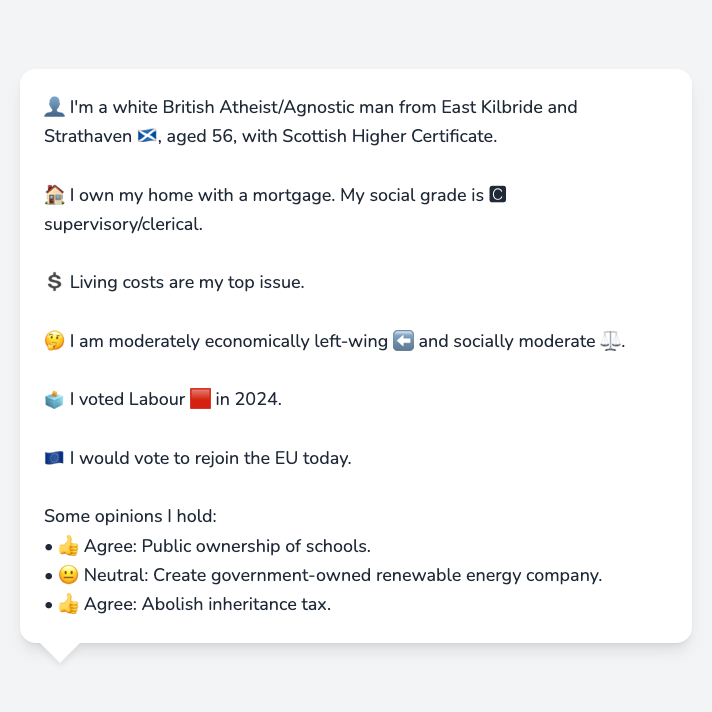 👤 I'm a white British Atheist/Agnostic man from East Kilbride and
Strathaven 🏴󠁧󠁢󠁳󠁣󠁴󠁿, aged 56, with Scottish Higher Certificate.
🏠 I own my home with a mortgage. My social grade is 🅲
supervisory/clerical.
💲 Living costs are my top issue.
🤔 I am moderately economically left-wing ⬅️ and socially moderate ⚖️.
🗳️ I voted Labour 🟥 in 2024.
🇪🇺 I would vote to rejoin the EU today.
Some opinions I hold:
• 👍 Agree: Public ownership of schools.
• 😐 Neutral: Create government-owned renewable energy company.
• 👍 Agree: Abolish inheritance tax.